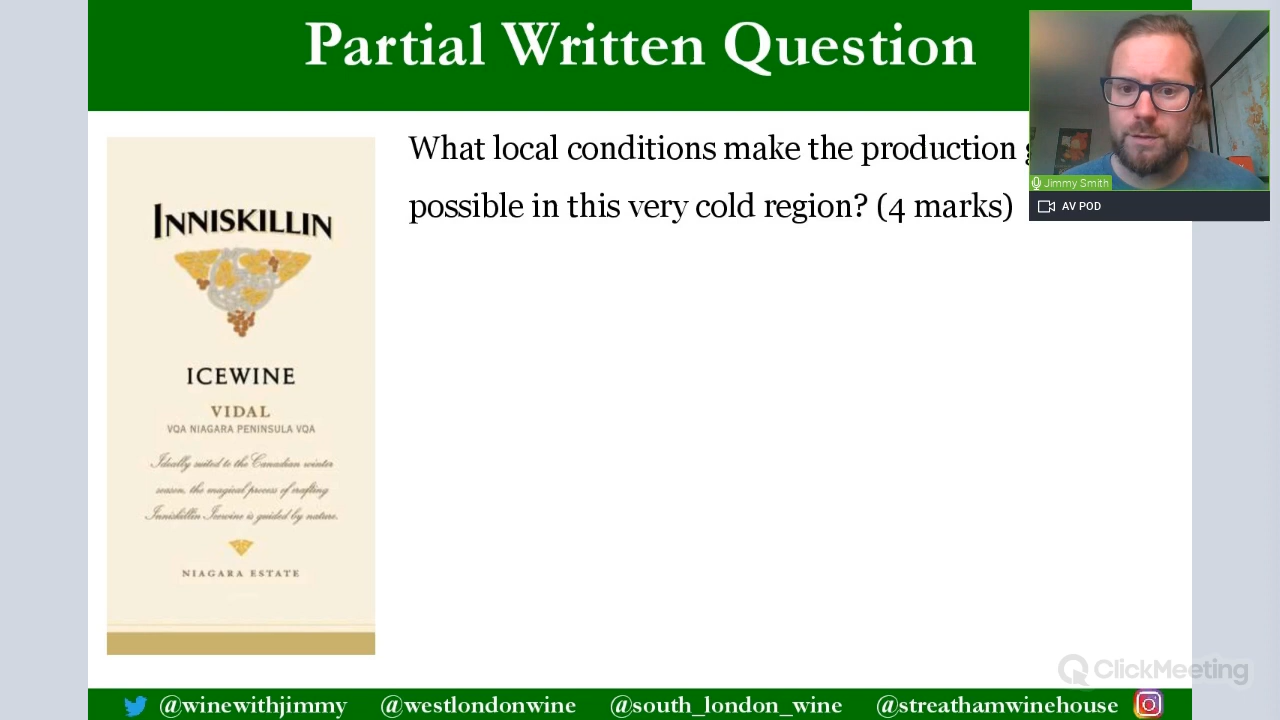 Partial Written Question
What local conditions make the production
possible in this very cold region? (4 marks)
Jimmy Smith
AV POD
INNISKILLIN
ICEWINE
VIDAL
VQA NIAGARA PENINSULA VQA
Ideally suited to the Canadian winter
season, the magical process of crafting
Inniskillin Icewine is guided by nature.
NIAGARA ESTATE
ClickMeeting
@winewithjimmy @westlondonwine @south_london_wine @streathamwinehouse